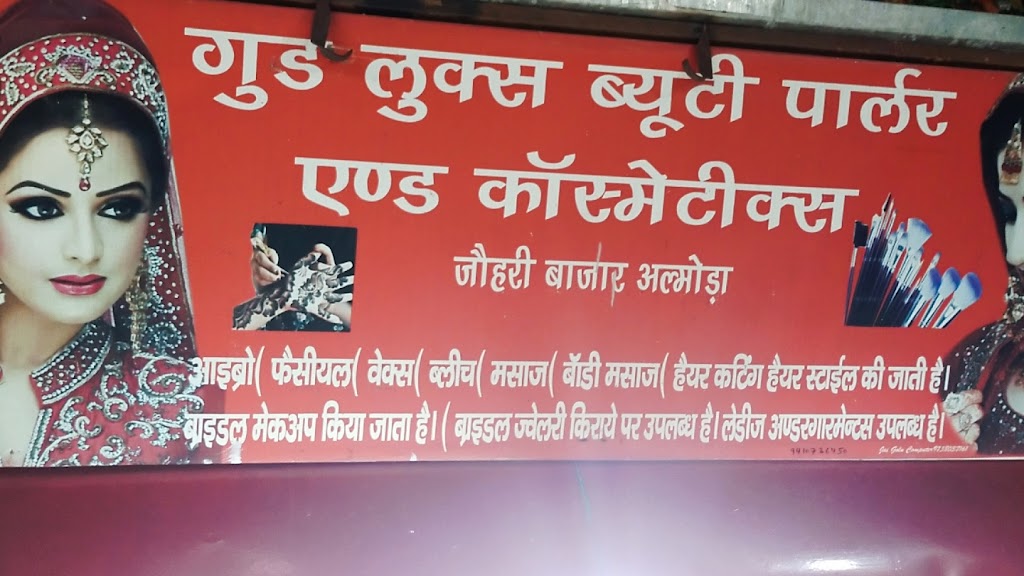 गुड लुक्स ब्यूटी पार्लर
एण्ड कॉस्मेटीक्स
जौहरी बाजार अल्मोड़ा
आइब्रो( फैसीयल( वेक्स( ब्लीच( मसाज( बॉडी मसाज( हैयर कटिंग हैयर स्टाईल की जाती है।
ब्राइडल मेकअप किया जाता है। ( ब्राइडल ज्वेलरी किराये पर उपलब्ध है। लेडीज अण्डरगारमेन्टस उपलब्ध है।